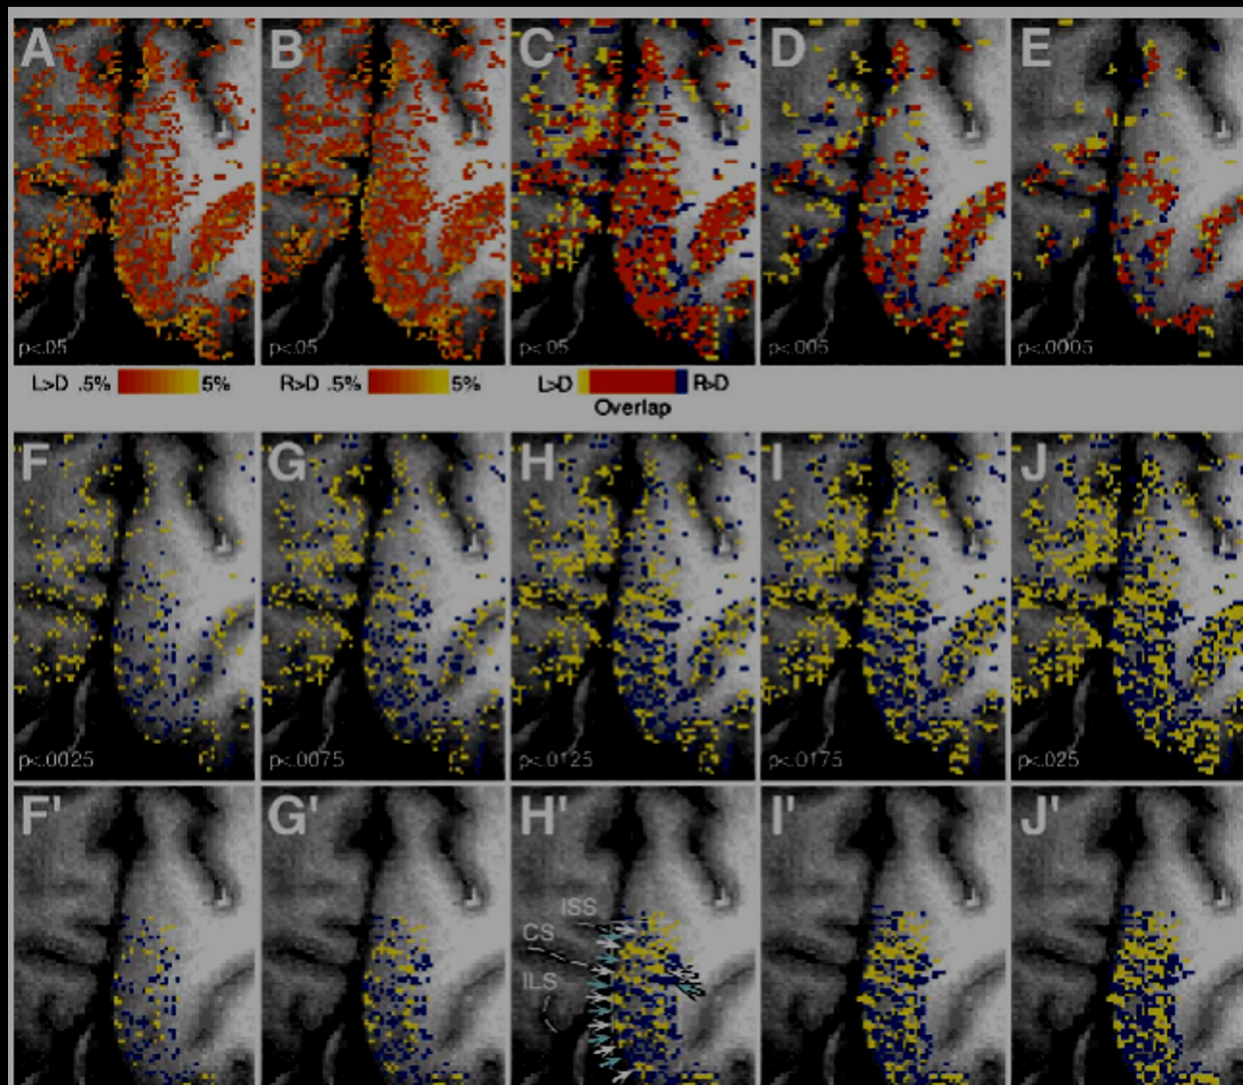 A B C D E
p<.05 p<.05 p<.05 p<.005 p<.0005
L>D .5% 5% R>D .5% 5% L>D R>D
Overlap
F G H I J
p<.0025 p<.0075 p<.0125 p<.0175 p<.025
F' G' H' I' J'
ISS
CS
ILS